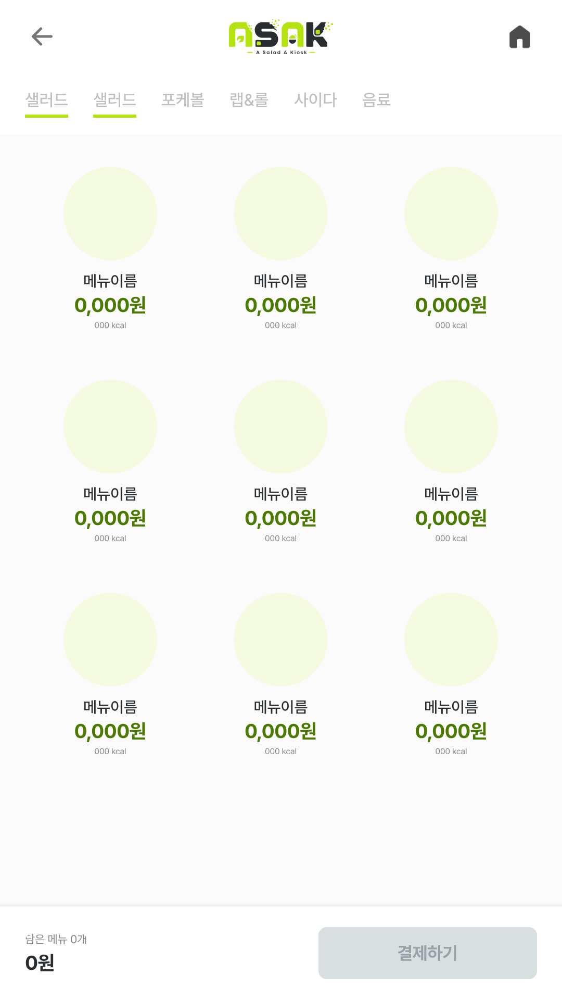 ASAK
A Salad A Kiosk
샐러드 샐러드 포케볼 랩&롤 사이다 음료
메뉴이름 메뉴이름 메뉴이름
0,000원 0,000원 0,000원
000 kcal 000 kcal 000 kcal
메뉴이름 메뉴이름 메뉴이름
0,000원 0,000원 0,000원
000 kcal 000 kcal 000 kcal
메뉴이름 메뉴이름 메뉴이름
0,000원 0,000원 0,000원
000 kcal 000 kcal 000 kcal
담은 메뉴 0개
0원
결제하기